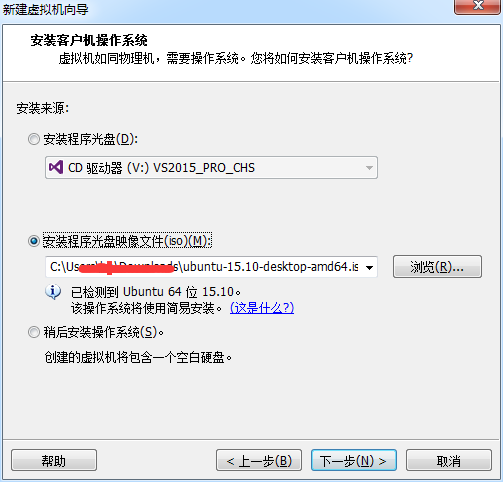 新建虚拟机向导
安装客户机操作系统
虚拟机如同物理机，需要操作系统。您将如何安装客户机操作系统?
安装来源:
安装程序光盘(D):
CD 驱动器 (V:) VS2015_PRO_CHS
安装程序光盘映像文件(iso)(M):
C:\Users\ \Downloads\ubuntu-15.10-desktop-amd64.is
浏览(R)...
已检测到 Ubuntu 64 位 15.10。
该操作系统将使用简易安装。 (这是什么?)
稍后安装操作系统(S)。
创建的虚拟机将包含一个空白硬盘。
帮助
< 上一步(B)
下一步(N) >
取消